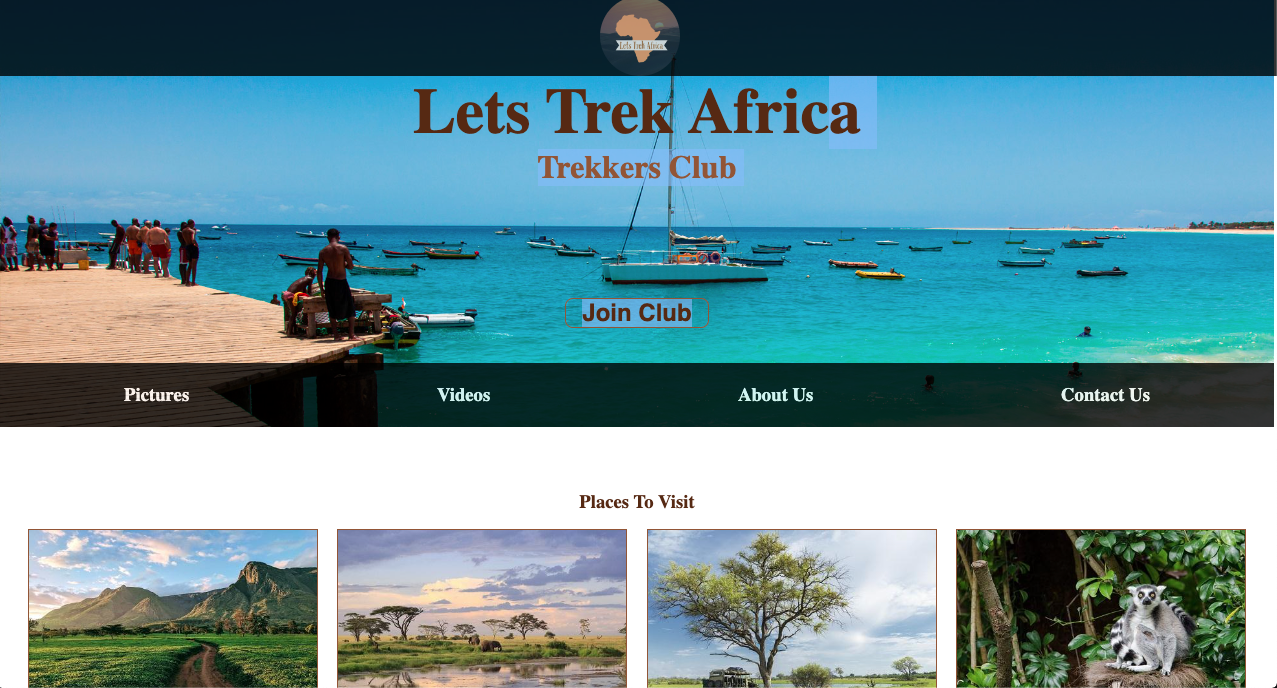 Lets Trek Africa
Lets Trek Africa
Trekkers Club
Join Club
Pictures Videos About Us Contact Us
Places To Visit